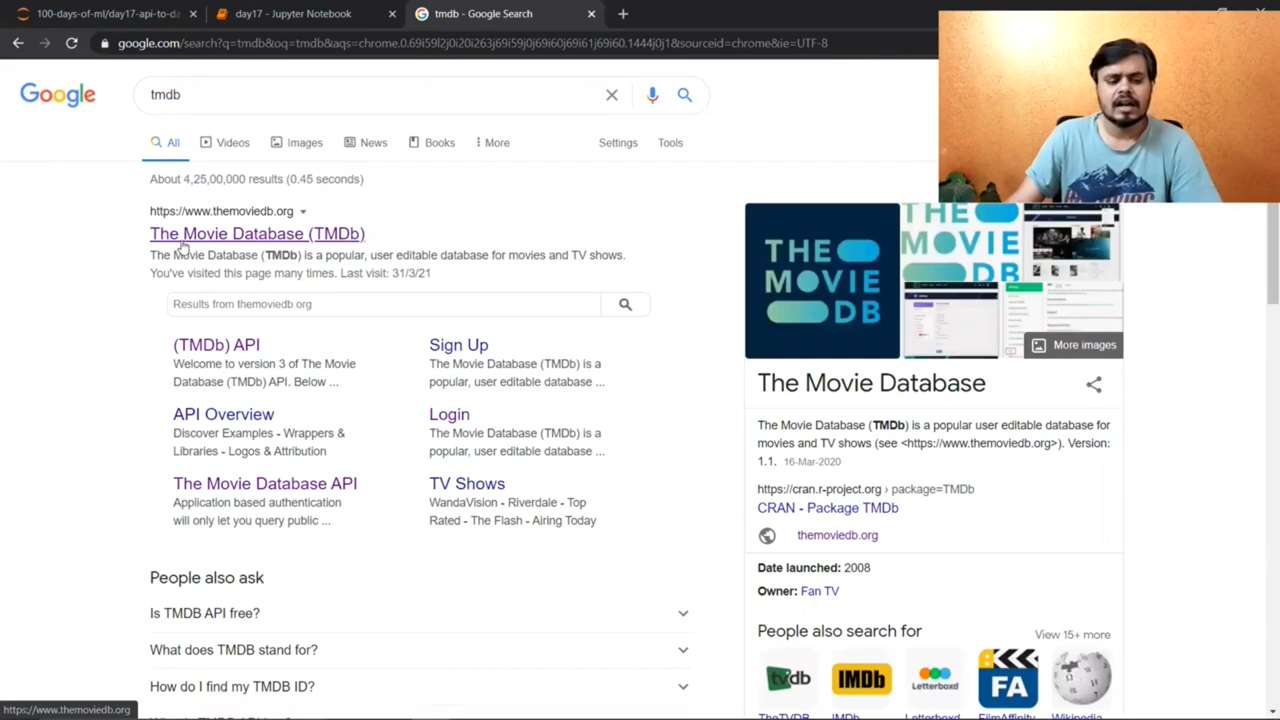 100-days-of-ml/day17-api-to-da
day17 - Jupyter Notebook
tmdb - Google Search
google.com/search?q=tmdb&oq=tmdb&aqs=chrome.0.69i59l2j0i20i263j69i59j0j69i60j69i61j69i60.1444j0j1&sourceid=chrome&ie=UTF-8
Google
tmdb
All
Videos
Images
News
Books
More
Settings
Tools
About 4,25,00,000 results (0.45 seconds)
https://www.themoviedb.org
The Movie Database (TMDb)
The Movie Database (TMDb) is a popular, user editable database for movies and TV shows.
You've visited this page many times. Last visit: 31/3/21
Results from themoviedb.org
(TMDb) API
Welcome to version 3 of The Movie
Database (TMDb) API. Below ...
Sign Up
The Movie Database (TMDb) is a
popular, user editable database ...
API Overview
Discover Examples - Wrappers &
Libraries - Logos & Attribution
Login
The Movie Database (TMDb) is a
popular, user editable database ...
The Movie Database API
Application based authentication
will only let you query public ...
TV Shows
WandaVision - Riverdale - Top
Rated - The Flash - Airing Today
People also ask
Is TMDB API free?
What does TMDB stand for?
How do I find my TMDB ID?
THE
MOVIE
DB
THE
MOVIE
DB
More images
The Movie Database
The Movie Database (TMDb) is a popular user editable database for
movies and TV shows (see <https://www.themoviedb.org>). Version:
1.1. 16-Mar-2020
https://cran.r-project.org › package=TMDb
CRAN - Package TMDb
themoviedb.org
Date launched: 2008
Owner: Fan TV
People also search for
View 15+ more
tvdb
IMDb
Letterboxd
FA
TheTVDB
IMDb
Letterboxd
FilmAffinity
Wikipedia
https://www.themoviedb.org